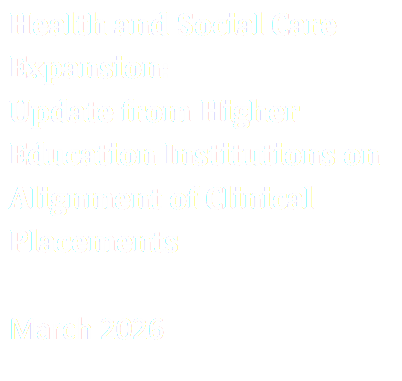 Health and Social Care
Expansion
Update from Higher
Education Institutions on
Alignment of Clinical
Placements
March 2026